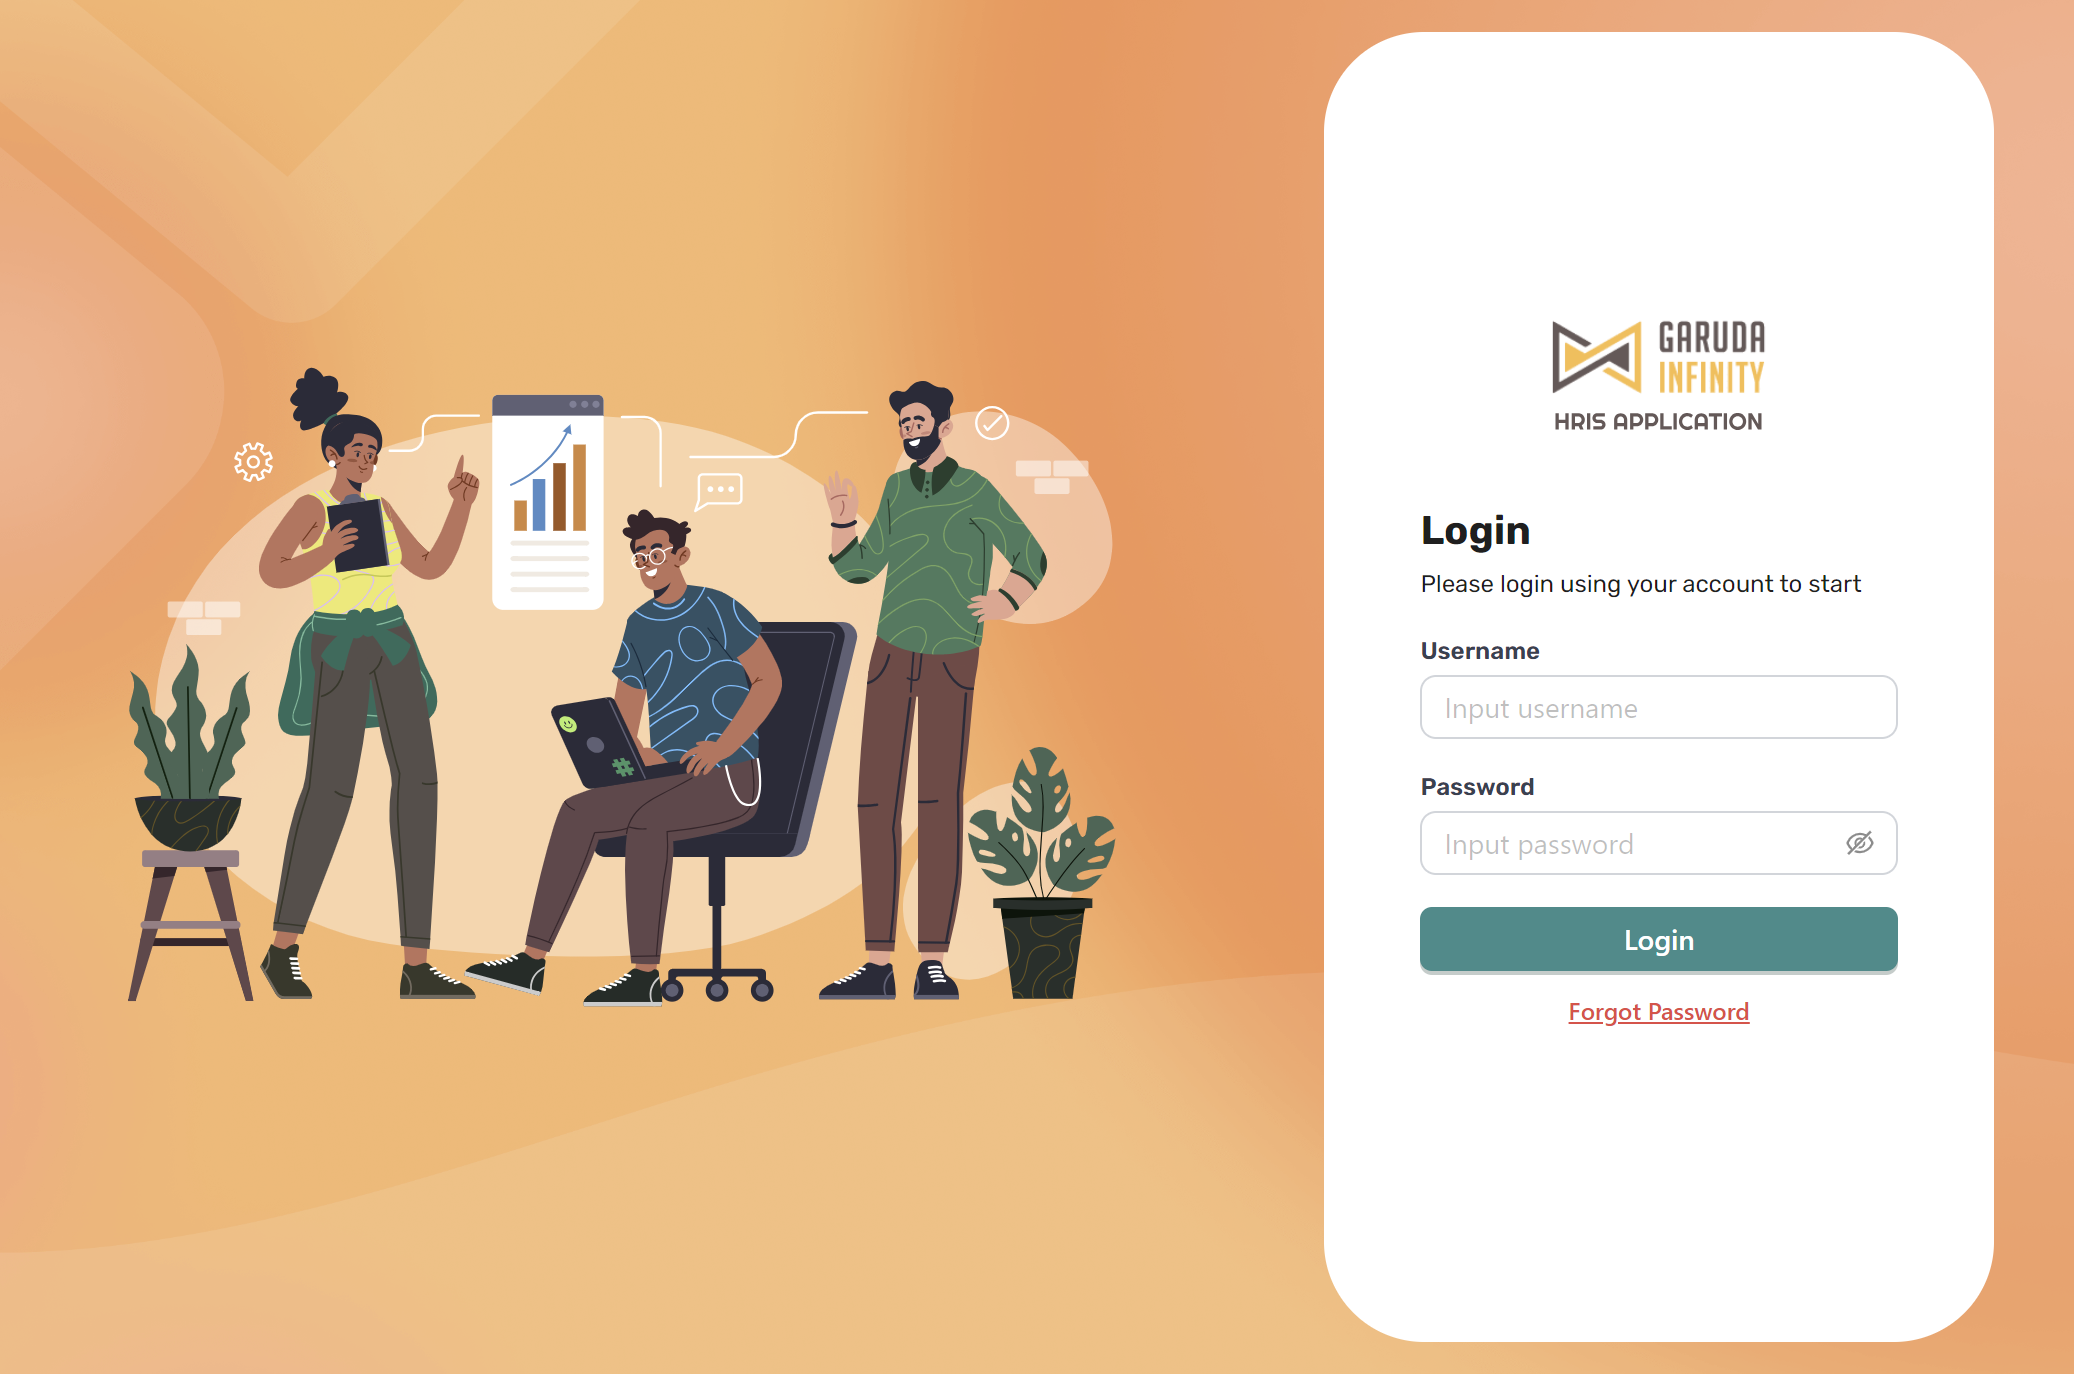 GARUDA
INFINITY
HRIS APPLICATION
Login
Please login using your account to start
Username
Input username
Password
Input password
Login
Forgot Password